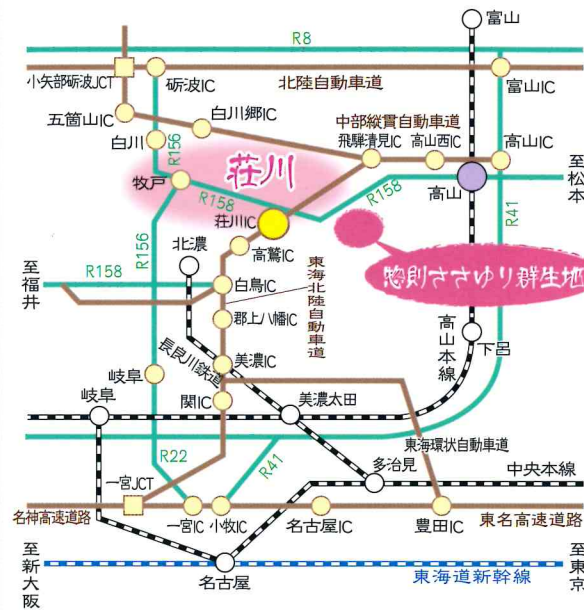 富山
R8
小矢部砺波JCT
砺波IC
北陸自動車道
富山IC
五箇山IC
白川郷IC
中部縦貫自動車道
白川
R156
飛騨清見IC
高山西IC
高山IC
荘川
至松本
牧戸
R158
R158
高山
R41
荘川IC
R156
北濃
高鷲IC
惣則ささゆり群生地
至福井
R158
白鳥IC
東海北陸自動車道
郡上八幡IC
高山本線
下呂
長良川鉄道
美濃IC
岐阜
岐阜
関IC
美濃太田
東海環状自動車道
R22
R41
多治見
中央本線
一宮JCT
名神高速道路
一宮IC
小牧IC
名古屋IC
豊田IC
東名高速道路
至新大阪
名古屋
東海道新幹線
至東京